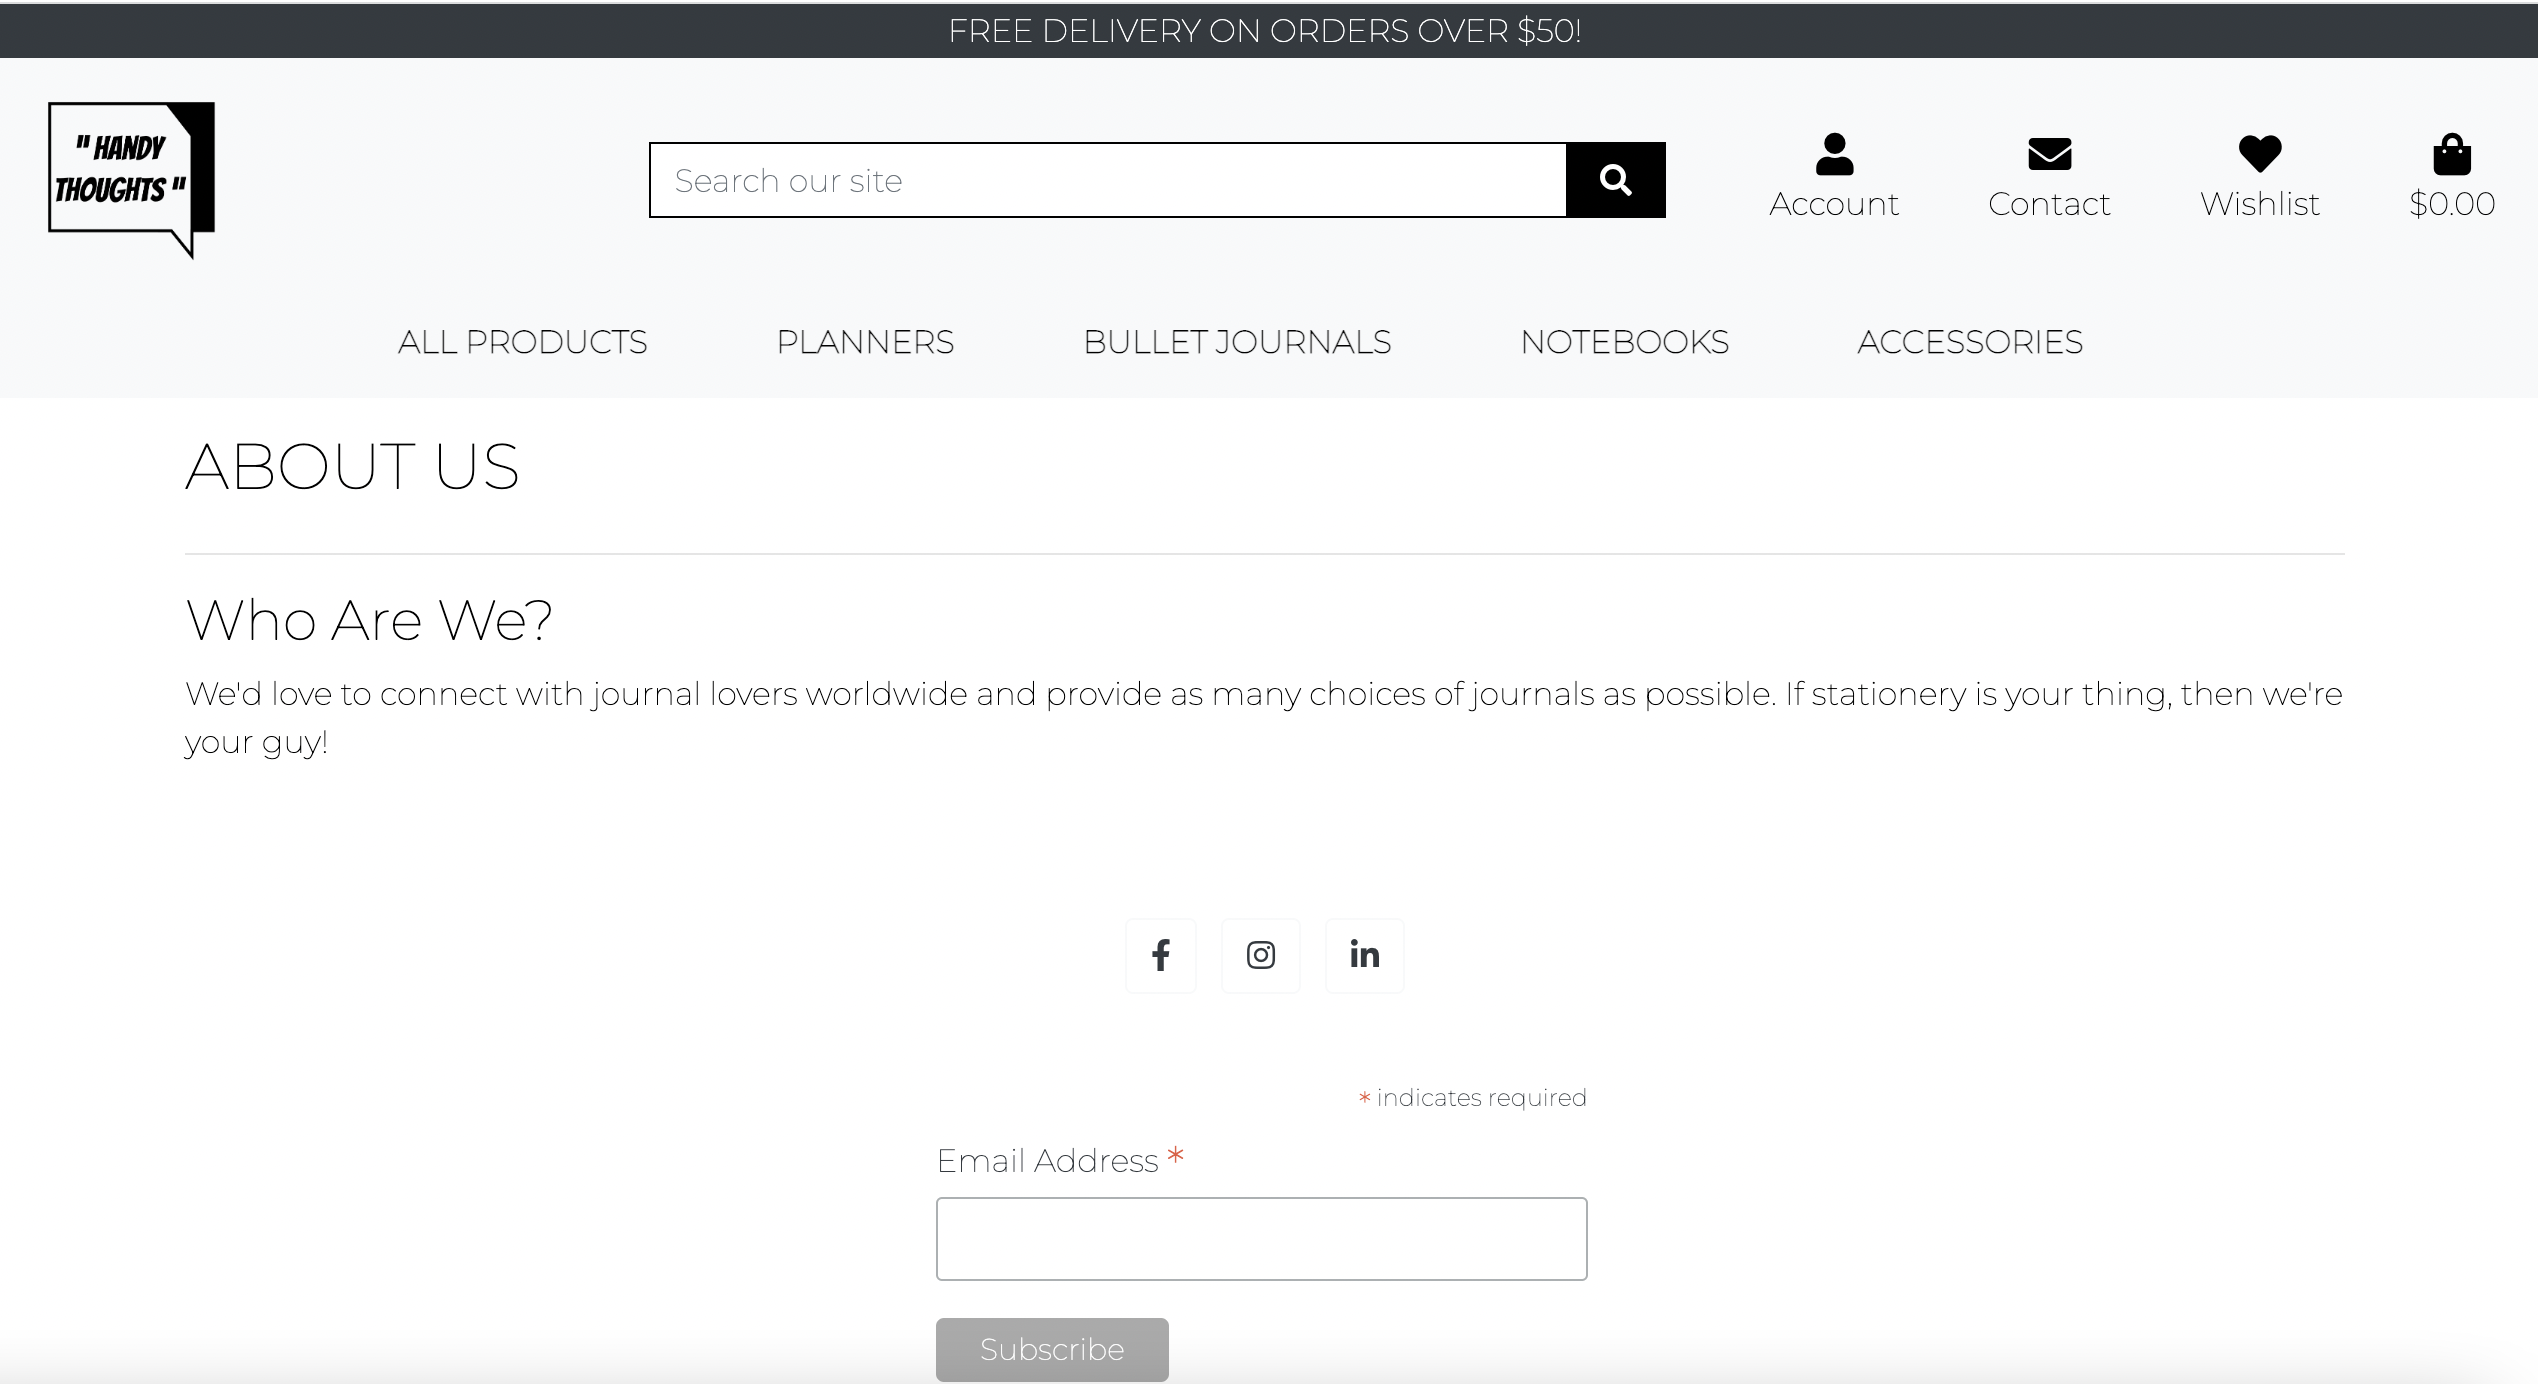 FREE DELIVERY ON ORDERS OVER $50!
" HANDY
THOUGHTS "
Search our site
Account
Contact
Wishlist
$0.00
ALL PRODUCTS
PLANNERS
BULLET JOURNALS
NOTEBOOKS
ACCESSORIES
ABOUT US
Who Are We?
We'd love to connect with journal lovers worldwide and provide as many choices of journals as possible. If stationery is your thing, then we're
your guy!
* indicates required
Email Address *
Subscribe